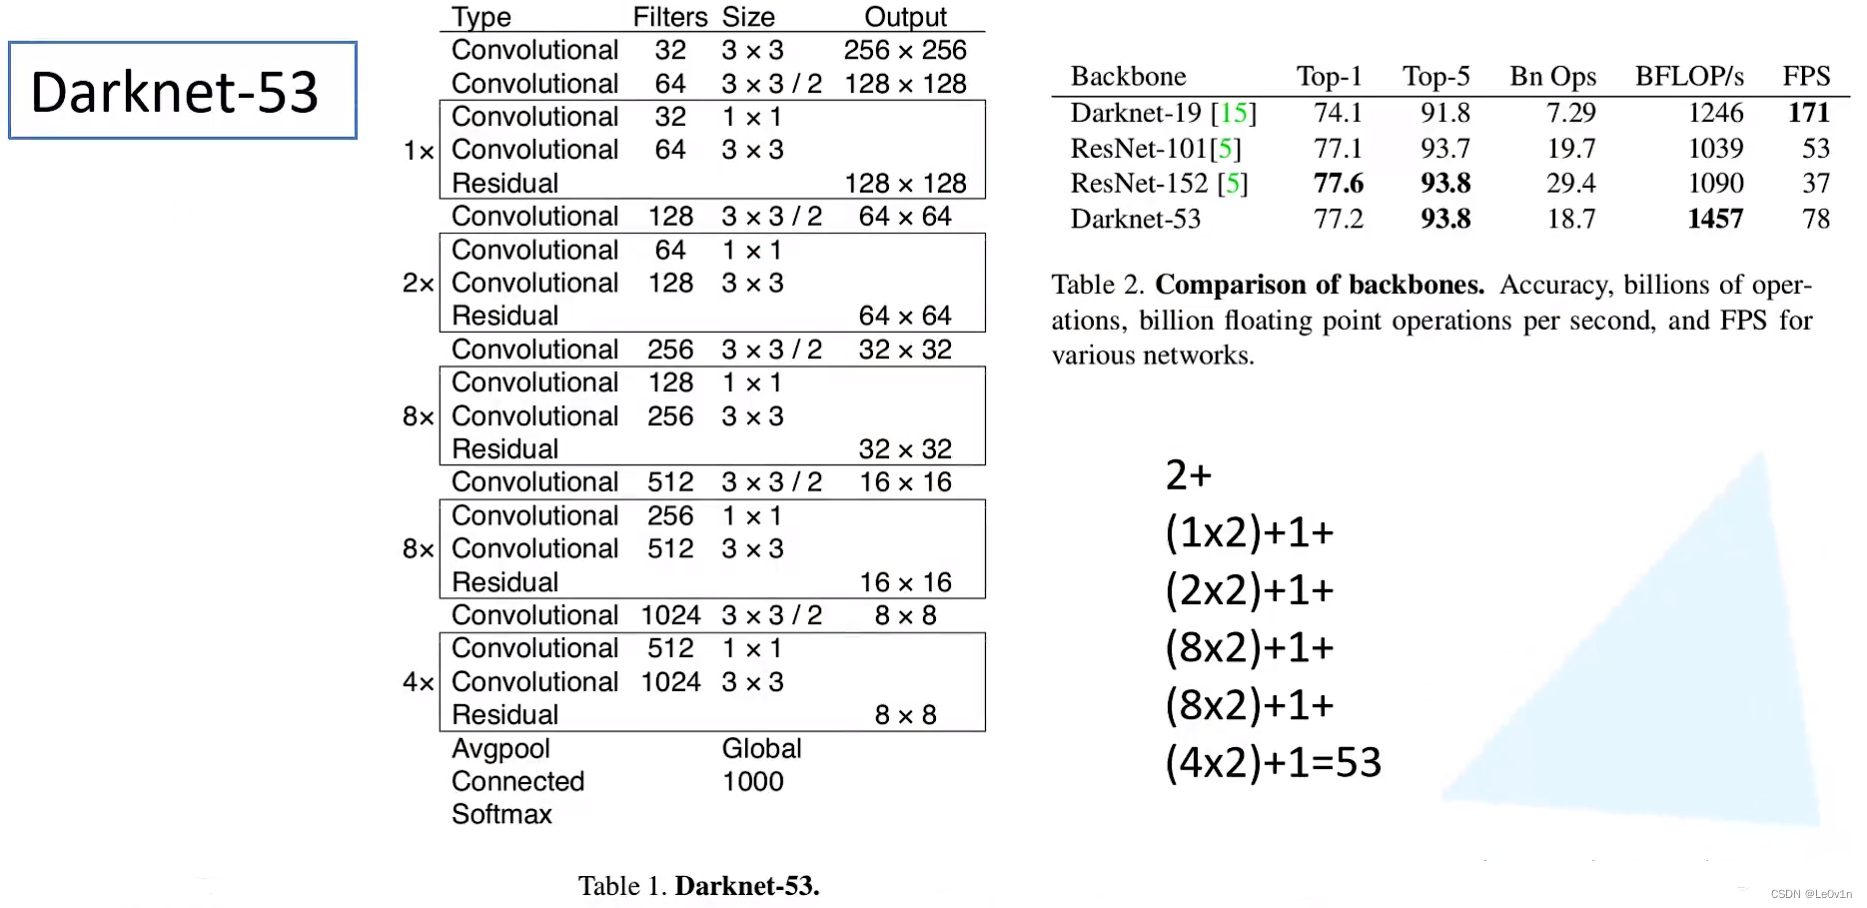 Darknet-53
Type Filters Size Output
Convolutional 32 3 × 3 256 × 256
Convolutional 64 3 × 3 / 2 128 × 128
Convolutional 32 1 × 1
1× Convolutional 64 3 × 3
Residual 128 × 128
Convolutional 128 3 × 3 / 2 64 × 64
Convolutional 64 1 × 1
2× Convolutional 128 3 × 3
Residual 64 × 64
Convolutional 256 3 × 3 / 2 32 × 32
Convolutional 128 1 × 1
8× Convolutional 256 3 × 3
Residual 32 × 32
Convolutional 512 3 × 3 / 2 16 × 16
Convolutional 256 1 × 1
8× Convolutional 512 3 × 3
Residual 16 × 16
Convolutional 1024 3 × 3 / 2 8 × 8
Convolutional 512 1 × 1
4× Convolutional 1024 3 × 3
Residual 8 × 8
Avgpool Global
Connected 1000
Softmax
Table 1. Darknet-53.
Backbone Top-1 Top-5 Bn Ops BFLOP/s FPS
Darknet-19 [15] 74.1 91.8 7.29 1246 171
ResNet-101[5] 77.1 93.7 19.7 1039 53
ResNet-152 [5] 77.6 93.8 29.4 1090 37
Darknet-53 77.2 93.8 18.7 1457 78
Table 2. Comparison of backbones. Accuracy, billions of oper-
ations, billion floating point operations per second, and FPS for
various networks.
2+
(1x2)+1+
(2x2)+1+
(8x2)+1+
(8x2)+1+
(4x2)+1=53
CSDN @Le0v1n